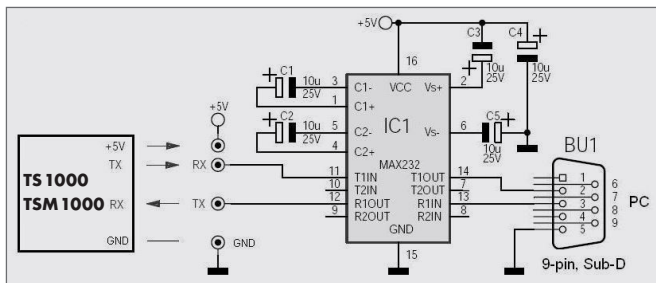 +5V
C3
C4
10u
25V
10u
25V
C1
10u
25V
C2
10u
25V
16
3 C1- VCC Vs+ 2
1 C1+
5 C2- IC1 Vs- 6
4 C2+
C5
10u
25V
MAX232
11 T1IN T1OUT 14
10 T2IN T2OUT 7
12 R1OUT R1IN 13
9 R2OUT R2IN 8
GND
15
+5V
+5V
TX
RX
TS 1000
TSM 1000
RX
TX
GND
GND
BU1
1
6
2
7
3
8
4
9
5
PC
9-pin, Sub-D